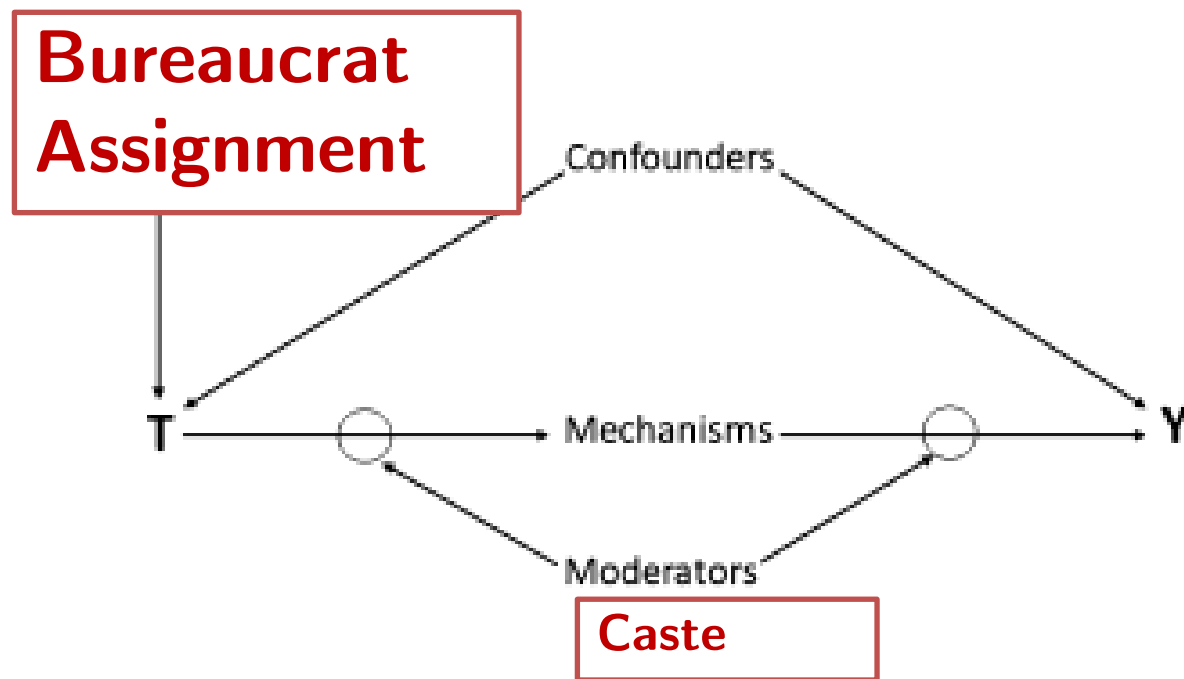 Bureaucrat
Assignment
Confounders
T
Mechanisms
Y
Moderators
Caste